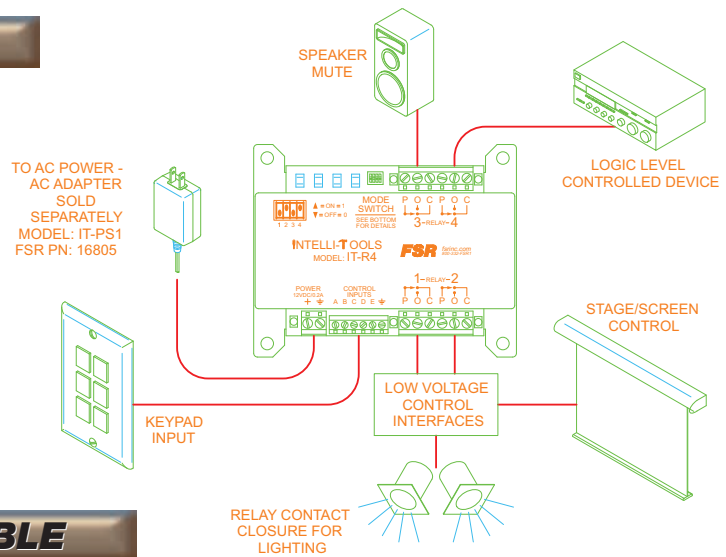 SPEAKER
MUTE
LOGIC LEVEL
CONTROLLED DEVICE
TO AC POWER -
AC ADAPTER
SOLD
SEPARATELY
MODEL: IT-PS1
FSR PN: 16805
▲ = ON = 1
▼ = OFF = 0
1 2 3 4
MODE
SWITCH
SEE BOTTOM
FOR DETAILS
P O C P O C
3-RELAY-4
INTELLI-TOOLS
MODEL: IT-R4
FSR
fsrinc.com
1-RELAY-2
P O C P O C
POWER
12VDC/0.2A
+
CONTROL
INPUTS
A B C D E
STAGE/SCREEN
CONTROL
KEYPAD
INPUT
LOW VOLTAGE
CONTROL
INTERFACES
RELAY CONTACT
CLOSURE FOR
LIGHTING
BLE